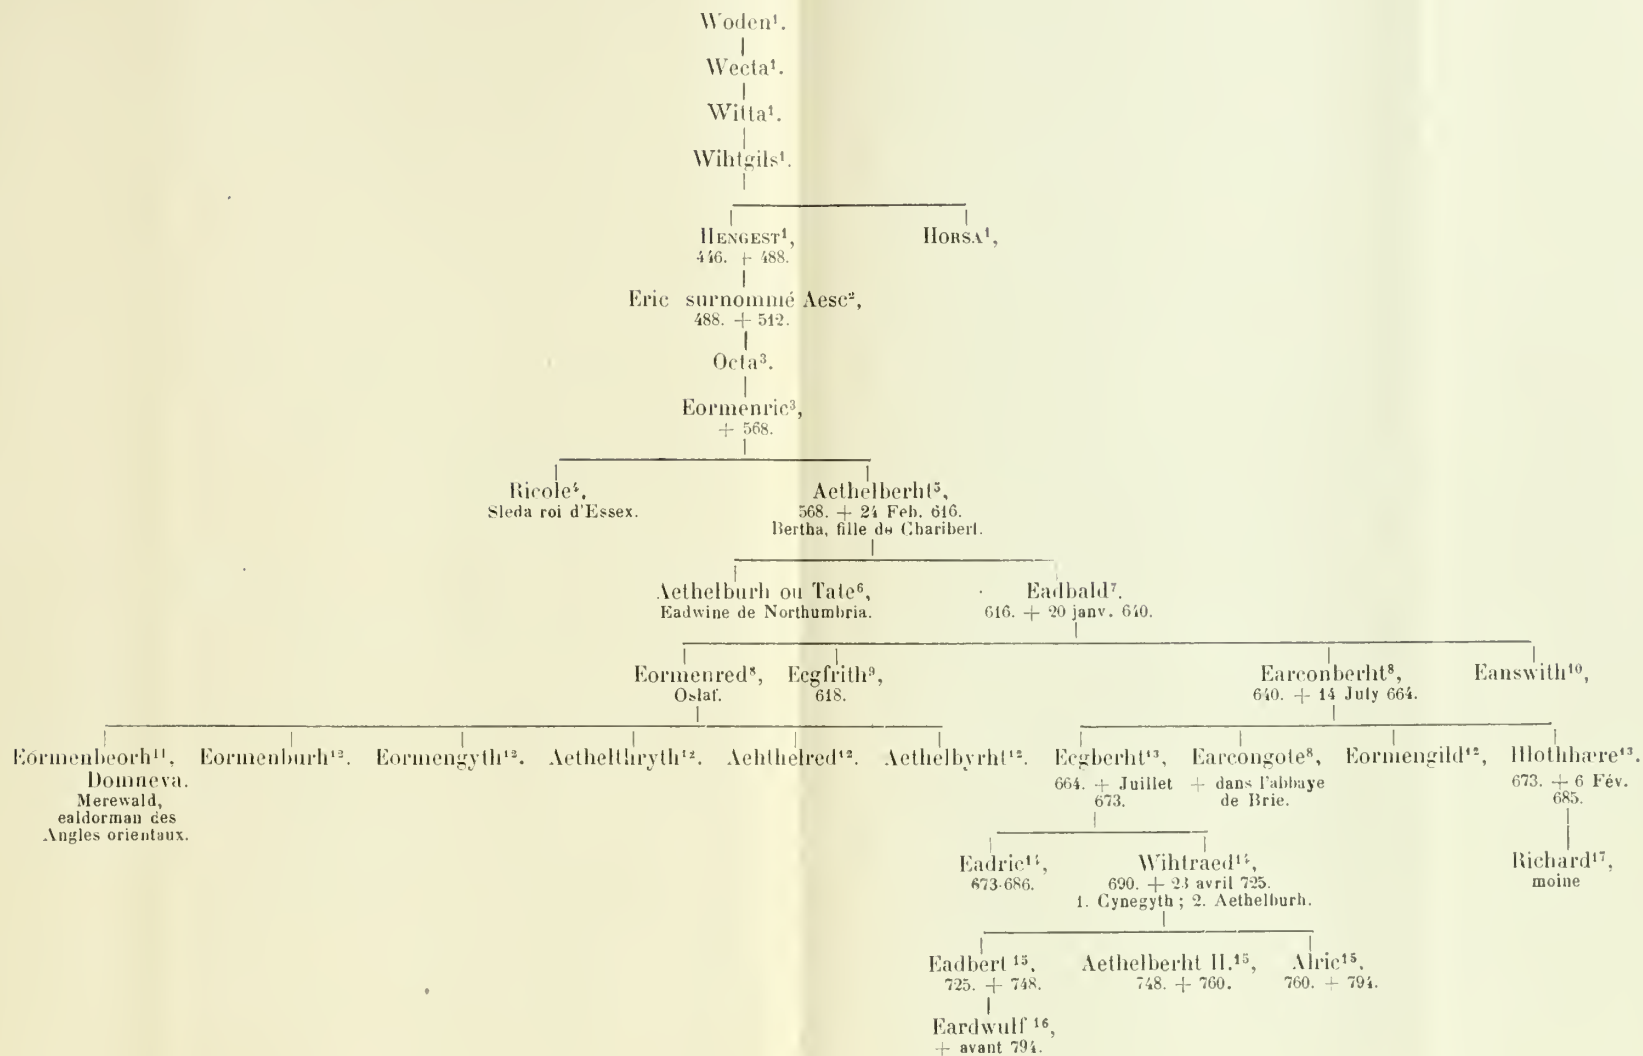 Woden¹.
Wecta¹.
Witta¹.
Wihtgils¹.
HENGEST¹, HORSA¹,
446. + 488.
Eric surnommé Aesc²,
488. + 512.
Octa³.
Eormenric³,
+ 568.
Ricole⁴, Aethelberht⁵,
Sleda roi d'Essex. 568. + 24 Feb. 616.
Bertha, fille de Charibert.
Aethelburh ou Tate⁶, Eadbald⁷.
Eadwine de Northumbria. 616. + 20 janv. 640.
Eormenred⁸, Ecgfrith⁹, Earconberht⁸, Eanswith¹⁰,
Oslaf. 618. 640. + 14 July 664.
Eormenbeorh¹¹, Eormenburh¹². Eormengyth¹². Aethelthryth¹². Aehthelred¹². Aethelbyrht¹². Ecgberht¹³, Earcongote⁸, Eormengild¹², Hlothhære¹³.
Domneva. 664. + Juillet + dans l'abbaye 673. + 6 Fév.
Merewald, 673. de Brie. 685.
ealdorman des
Angles orientaux.
Eadric¹⁴, Wihtraed¹⁴, Richard¹⁷,
673-686. 690. + 23 avril 725. moine
1. Cynegyth ; 2. Aethelburh.
Eadbert ¹⁵, Aethelberht II.¹⁵, Alric¹⁵.
725. + 748. 748. + 760. 760. + 794.
Eardwulf ¹⁶,
+ avant 794.